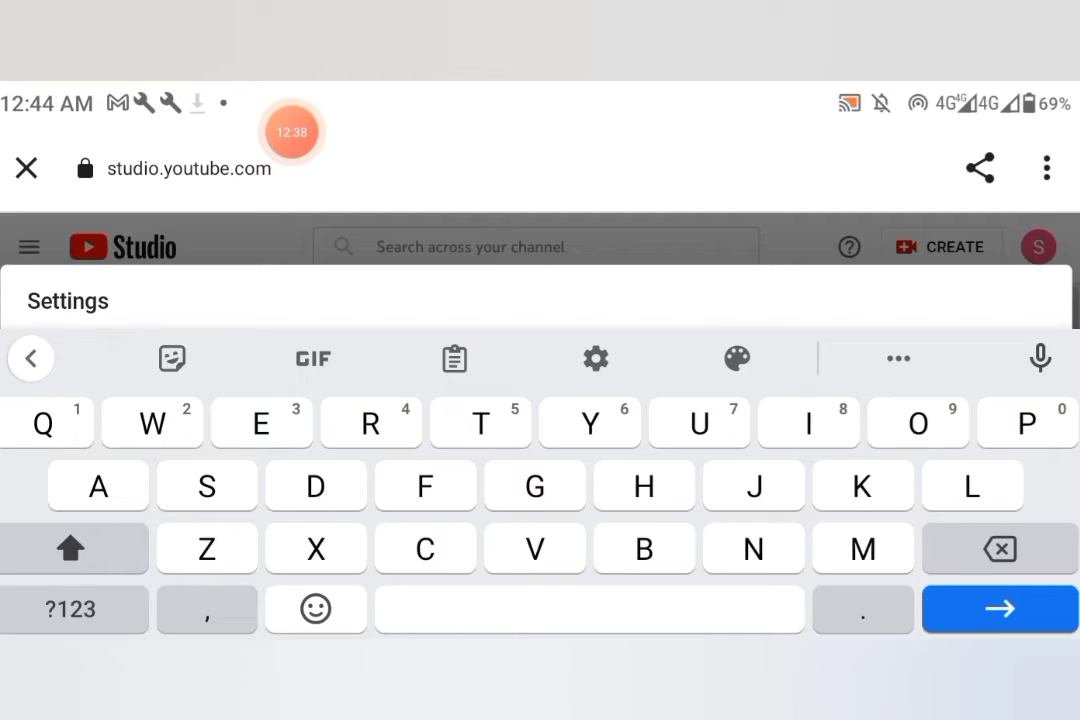 12:44 AM
12:38
4G 4G 4G 69%
studio.youtube.com
Studio
Search across your channel
CREATE
S
Settings
GIF
Q 1 W 2 E 3 R 4 T 5 Y 6 U 7 I 8 O 9 P 0
A S D F G H J K L
Z X C V B N M
?123 , .